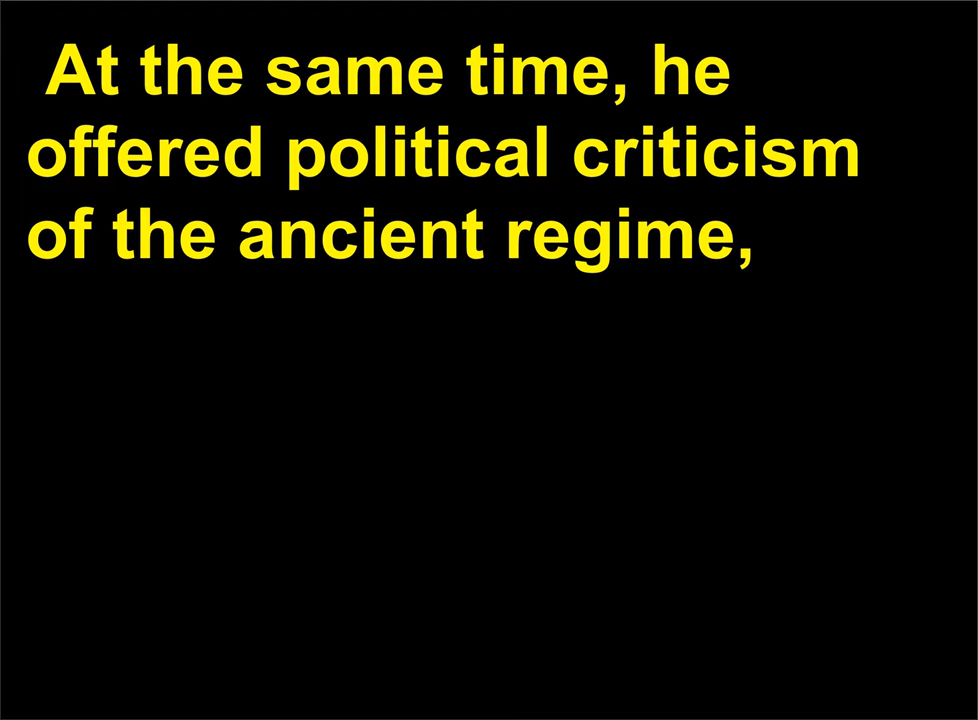 At the same time, he
offered political criticism
of the ancient regime,